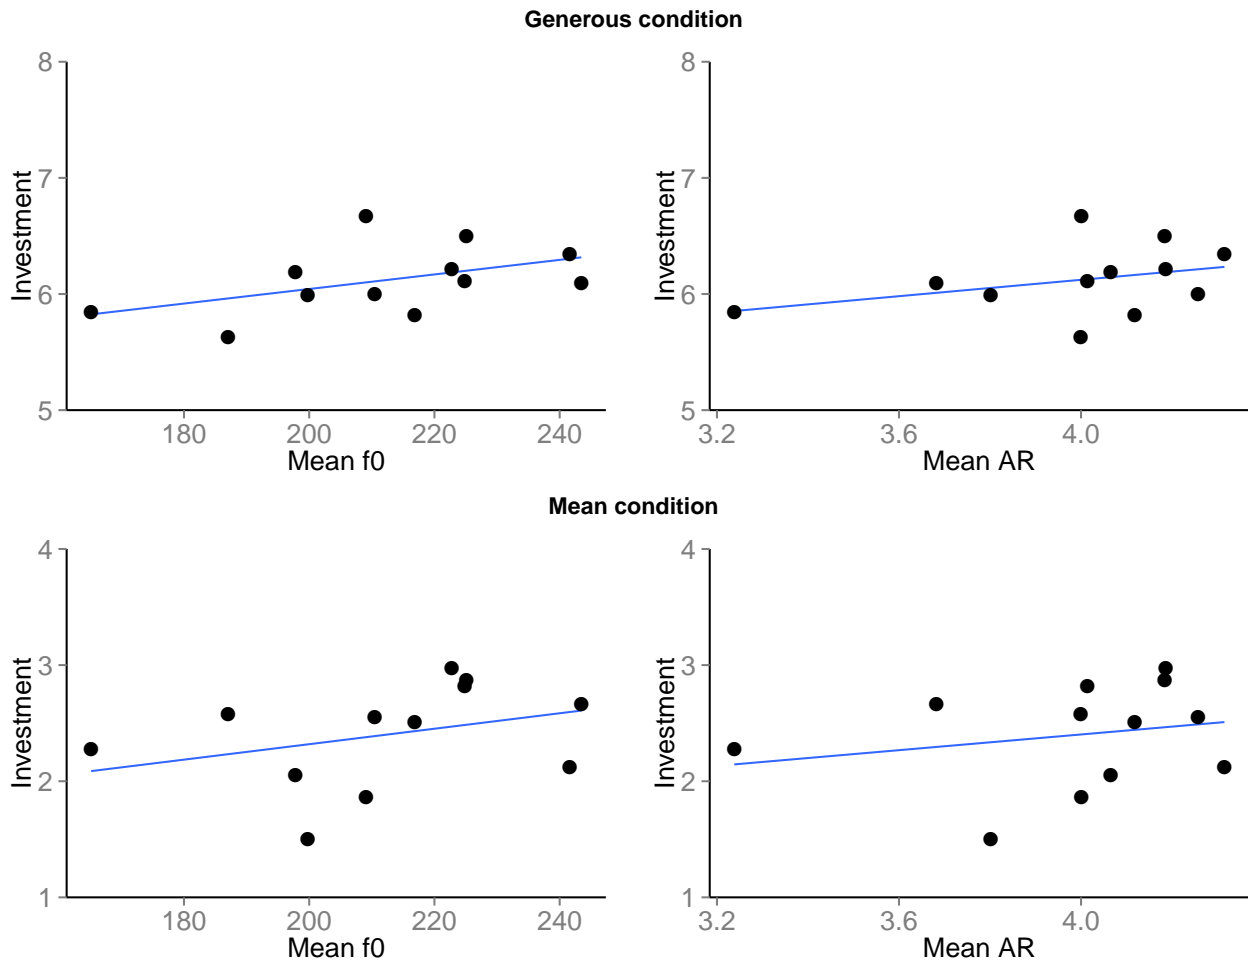 Generous condition
8
7
6
5
Investment
180 200 220 240
Mean f0
8
7
6
5
Investment
3.2 3.6 4.0
Mean AR
Mean condition
4
3
2
1
Investment
180 200 220 240
Mean f0
4
3
2
1
Investment
3.2 3.6 4.0
Mean AR